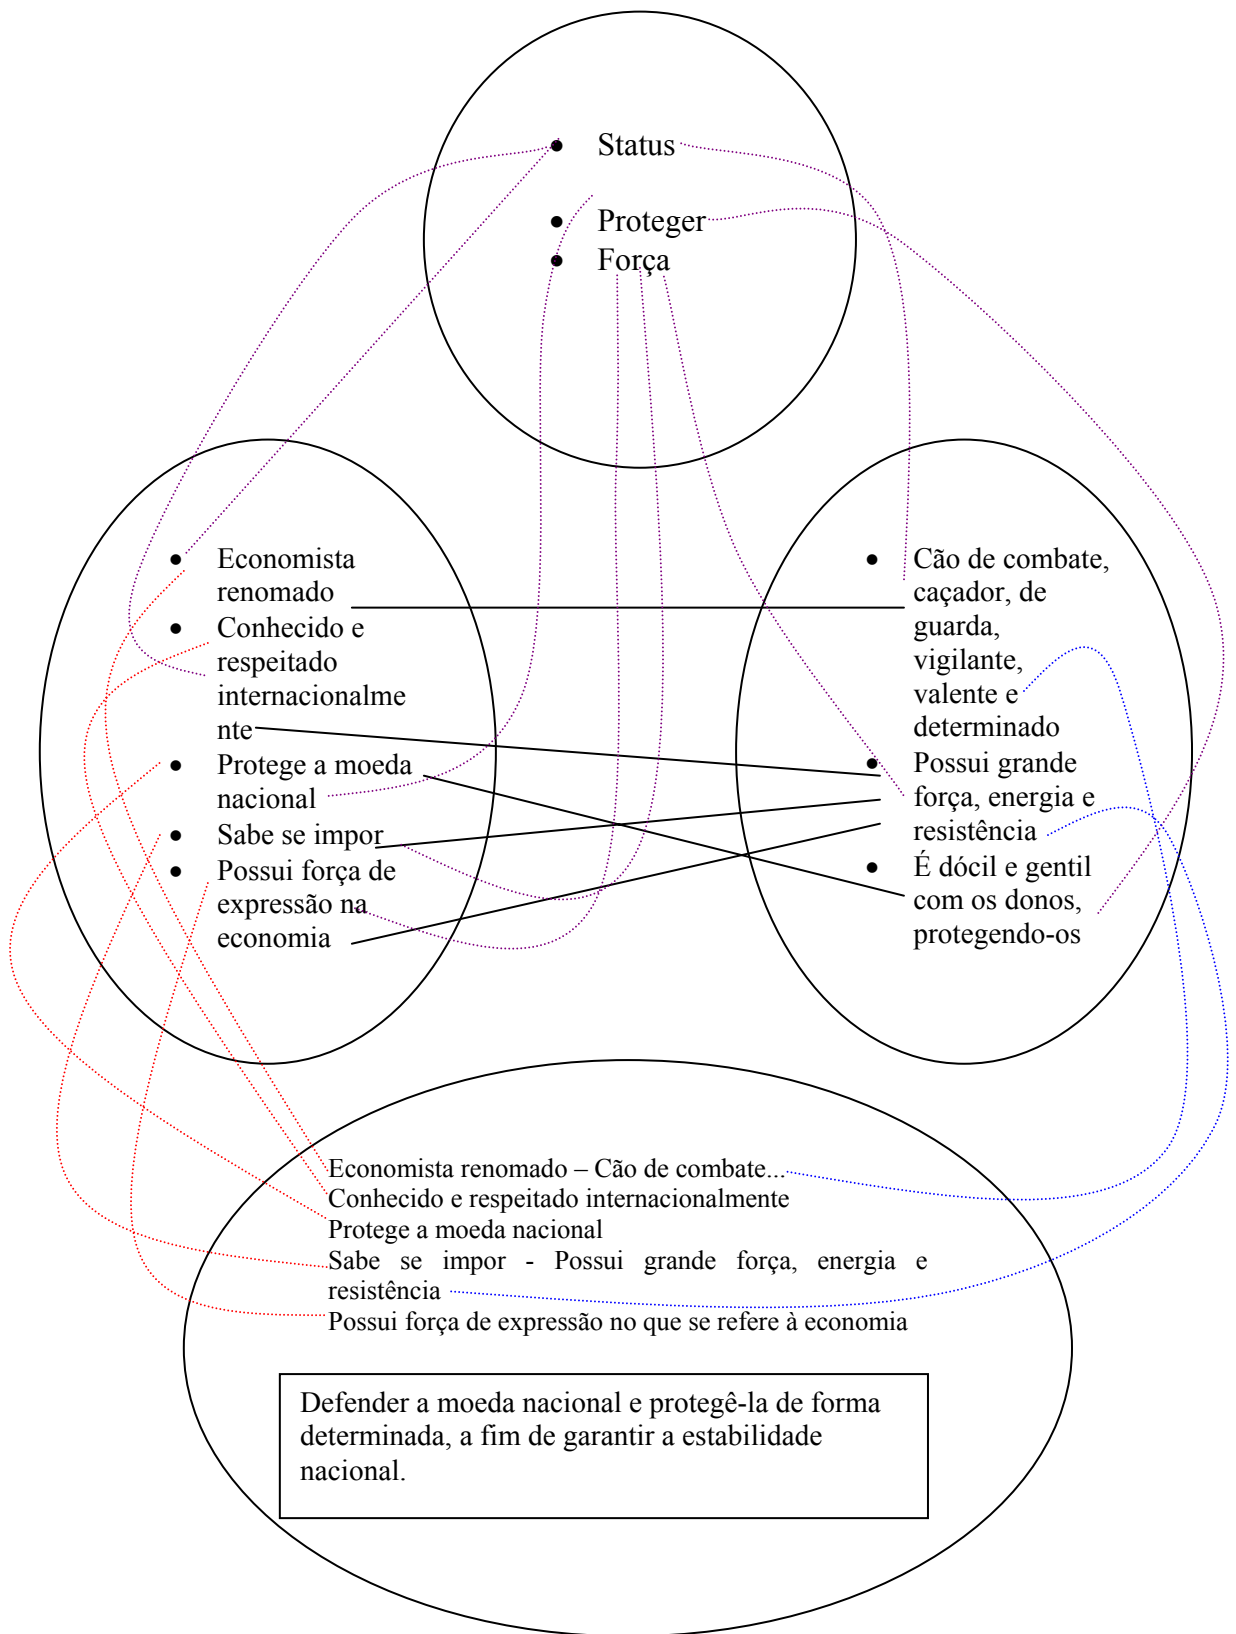 • Status
• Proteger
• Força
• Economista
renomado
• Conhecido e
respeitado
internacionalme
nte
• Protege a moeda
nacional
• Sabe se impor
• Possui força de
expressão na
economia
• Cão de combate,
caçador, de
guarda,
vigilante,
valente e
determinado
• Possui grande
força, energia e
resistência
• É dócil e gentil
com os donos,
protegendo-os
Economista renomado – Cão de combate...
Conhecido e respeitado internacionalmente
Protege a moeda nacional
Sabe se impor - Possui grande força, energia e
resistência
Possui força de expressão no que se refere à economia
Defender a moeda nacional e protegê-la de forma
determinada, a fim de garantir a estabilidade
nacional.